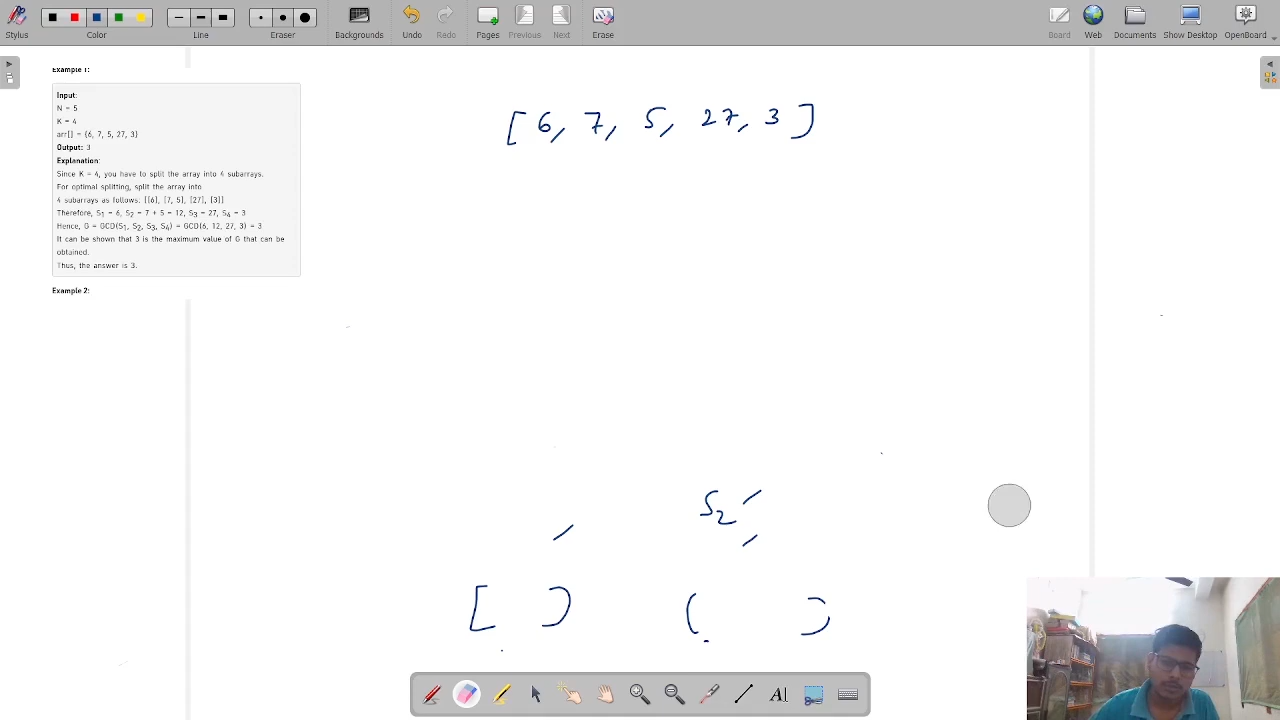 Stylus Color Line Eraser Backgrounds Undo Redo Pages Previous Next Erase Board Web Documents Show Desktop OpenBoard
Example 1:
Input:
N = 5
K = 4
arr[] = {6, 7, 5, 27, 3}
Output: 3
Explanation:
Since K = 4, you have to split the array into 4 subarrays.
For optimal splitting, split the array into
4 subarrays as follows: [[6], [7, 5], [27], [3]]
Therefore, S1 = 6, S2 = 7 + 5 = 12, S3 = 27, S4 = 3
Hence, G = GCD(S1, S2, S3, S4) = GCD(6, 12, 27, 3) = 3
It can be shown that 3 is the maximum value of G that can be
obtained.
Thus, the answer is 3.
Example 2:
[ 6, 7, 5, 27, 3 ]
S2
[ ) ( )
AI